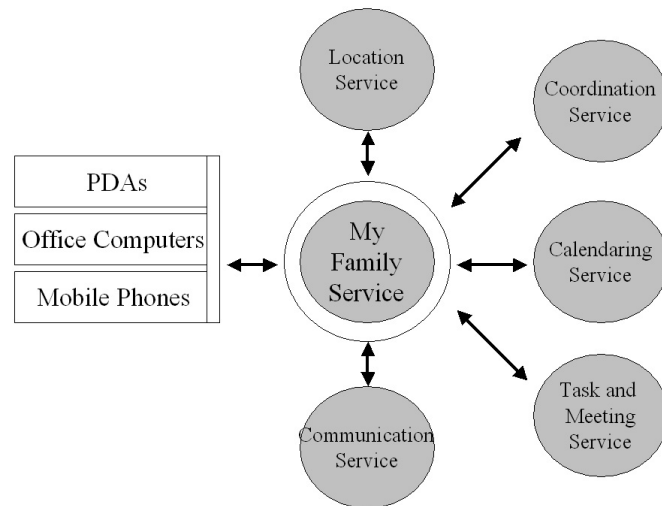 Location
Service
Coordination
Service
PDAs
Office Computers
Mobile Phones
My
Family
Service
Calendaring
Service
Communication
Service
Task and
Meeting
Service